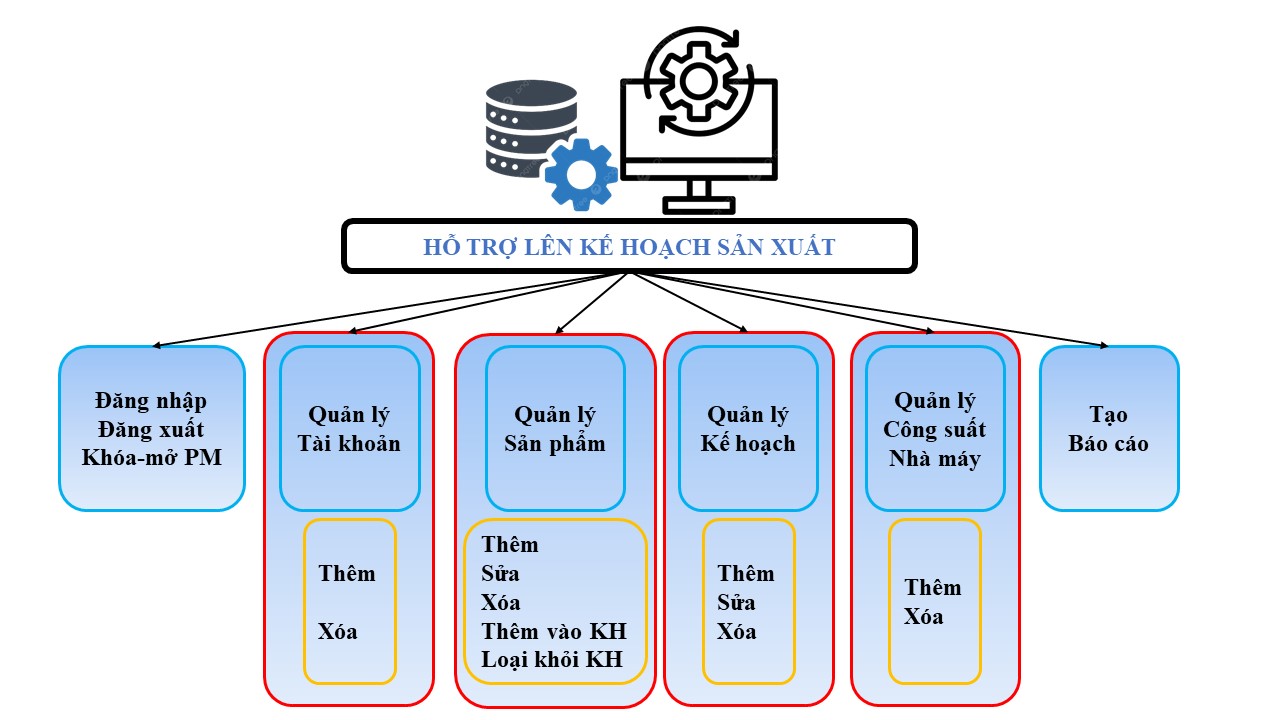 HỖ TRỢ LÊN KẾ HOẠCH SẢN XUẤT
Đăng nhập
Đăng xuất
Khóa-mở PM
Quản lý
Tài khoản
Thêm
Xóa
Quản lý
Sản phẩm
Thêm
Sửa
Xóa
Thêm vào KH
Loại khỏi KH
Quản lý
Kế hoạch
Thêm
Sửa
Xóa
Quản lý
Công suất
Nhà máy
Thêm
Xóa
Tạo
Báo cáo